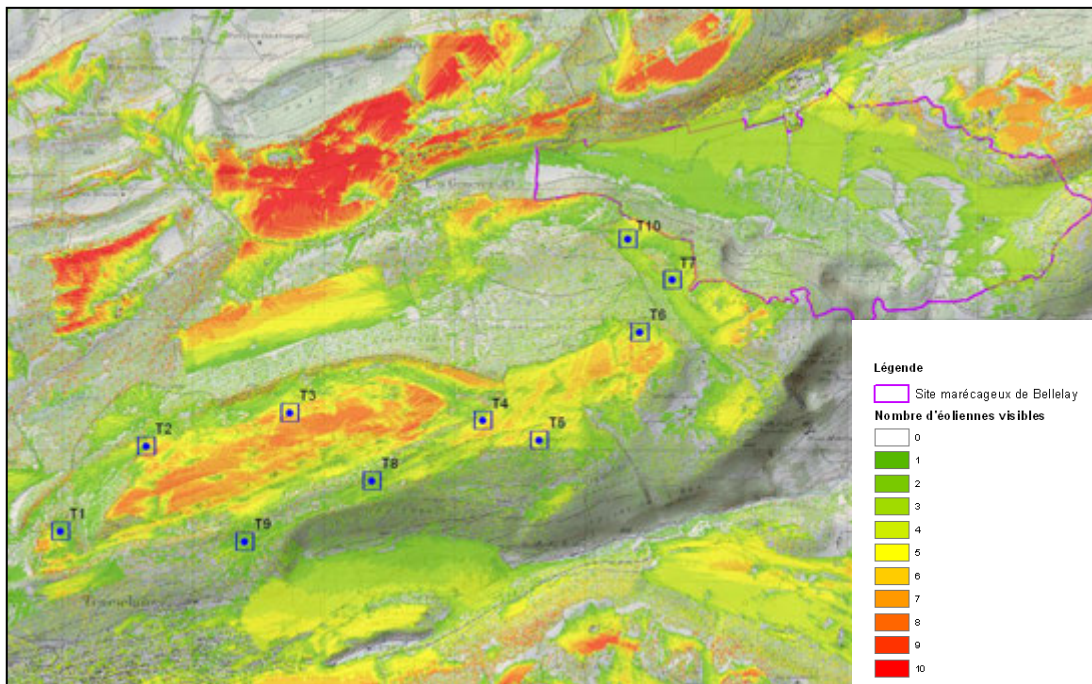 T10
T7
T6
T3
T4
T2
T5
T8
T1
T9
Légende
Site marécageux de Bellelay
Nombre d'éoliennes visibles
0
1
2
3
4
5
6
7
8
9
10